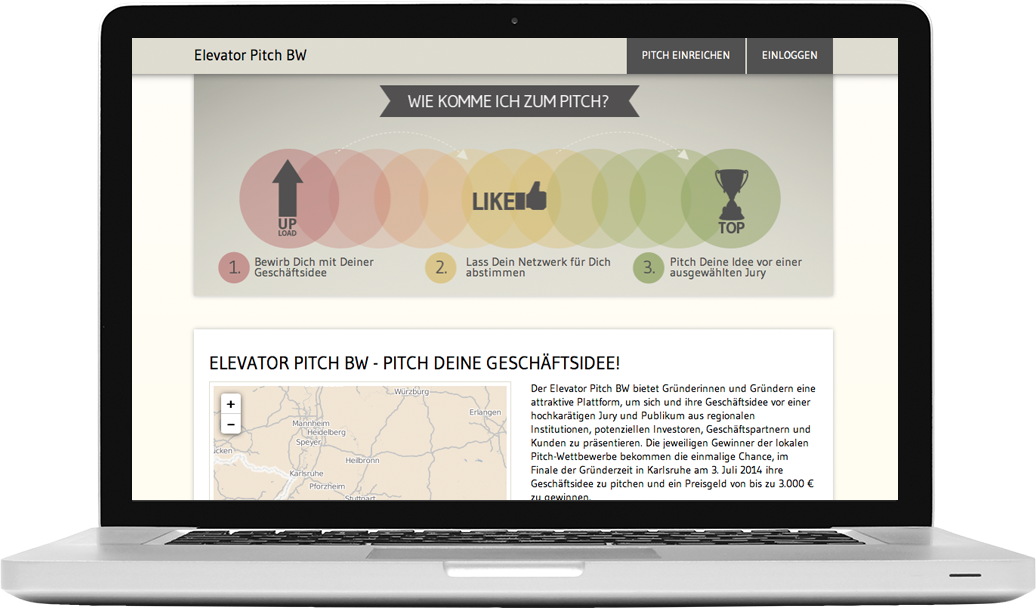 Elevator Pitch BW
PITCH EINREICHEN
EINLOGGEN
WIE KOMME ICH ZUM PITCH?
UP
LOAD
LIKE
TOP
1. Bewirb Dich mit Deiner
Geschäftsidee
2. Lass Dein Netzwerk für Dich
abstimmen
3. Pitch Deine Idee vor einer
ausgewählten Jury
ELEVATOR PITCH BW - PITCH DEINE GESCHÄFTSIDEE!
+
−
Würzburg
Erlangen
Mannheim
Heidelberg
Speyer
Heilbronn
Karlsruhe
Pforzheim
Stuttgart
Der Elevator Pitch BW bietet Gründerinnen und Gründern eine
attraktive Plattform, um sich und ihre Geschäftsidee vor einer
hochkarätigen Jury und Publikum aus regionalen
Institutionen, potenziellen Investoren, Geschäftspartnern und
Kunden zu präsentieren. Die jeweiligen Gewinner der lokalen
Pitch-Wettbewerbe bekommen die einmalige Chance, im
Finale der Gründerzeit in Karlsruhe am 3. Juli 2014 ihre
Geschäftsidee zu pitchen und ein Preisgeld von bis zu 3.000 €
zu gewinnen.